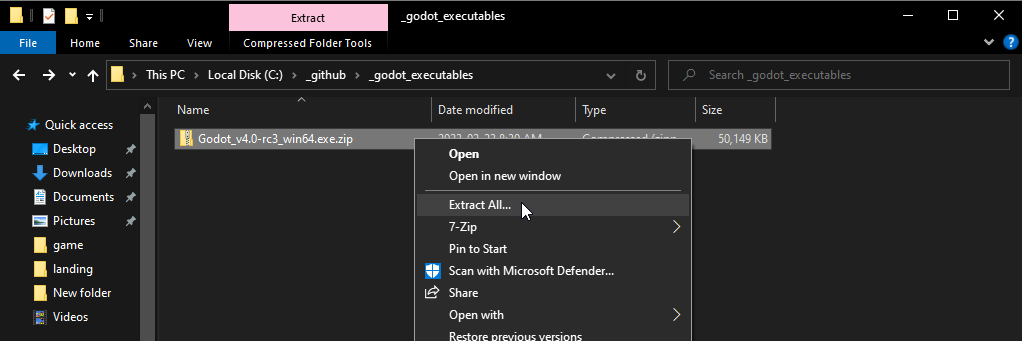 Extract
_godot_executables
File
Home
Share
View
Compressed Folder Tools
This PC
Local Disk (C:)
_github
_godot_executables
Search _godot_executables
Name
Date modified
Type
Size
Quick access
Godot_v4.0-rc3_win64.exe.zip
50,149 KB
Desktop
Open
Downloads
Open in new window
Documents
Extract All...
Pictures
7-Zip
game
Pin to Start
landing
Scan with Microsoft Defender...
New folder
Share
Videos
Open with
Restore previous versions